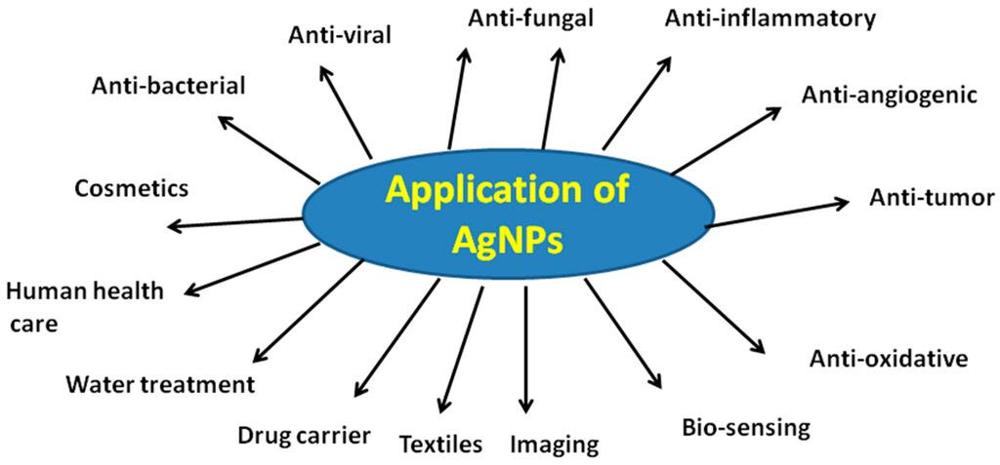 Anti-fungal
Anti-inflammatory
Anti-viral
Anti-bacterial
Anti-angiogenic
Application of
AgNPs
Cosmetics
Anti-tumor
Human health
care
Water treatment
Anti-oxidative
Drug carrier
Textiles
Imaging
Bio-sensing